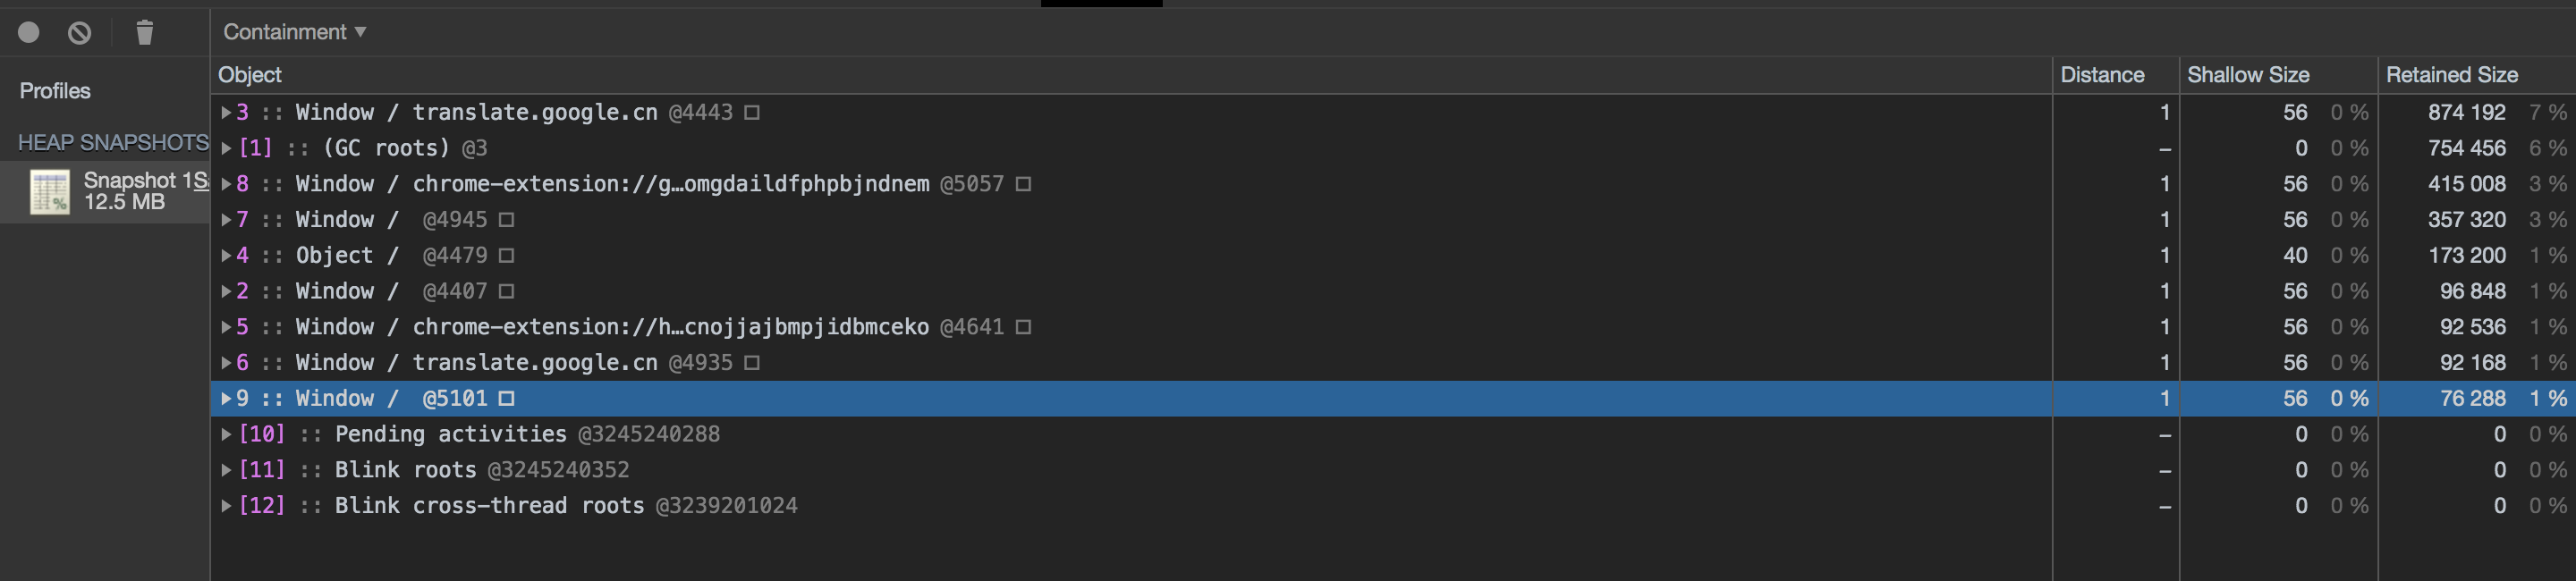 Containment ▼
Profiles
HEAP SNAPSHOTS
Snapshot 1S
12.5 MB
Object Distance Shallow Size Retained Size
▶3 :: Window / translate.google.cn @4443 □ 1 56 0 % 874 192 7 %
▶[1] :: (GC roots) @3 – 0 0 % 754 456 6 %
▶8 :: Window / chrome-extension://g…omgdaildfphpbjndnem @5057 □ 1 56 0 % 415 008 3 %
▶7 :: Window / @4945 □ 1 56 0 % 357 320 3 %
▶4 :: Object / @4479 □ 1 40 0 % 173 200 1 %
▶2 :: Window / @4407 □ 1 56 0 % 96 848 1 %
▶5 :: Window / chrome-extension://h…cnojjajbmpjidbmceko @4641 □ 1 56 0 % 92 536 1 %
▶6 :: Window / translate.google.cn @4935 □ 1 56 0 % 92 168 1 %
▶9 :: Window / @5101 □ 1 56 0 % 76 288 1 %
▶[10] :: Pending activities @3245240288 – 0 0 % 0 0 %
▶[11] :: Blink roots @3245240352 – 0 0 % 0 0 %
▶[12] :: Blink cross-thread roots @3239201024 – 0 0 % 0 0 %